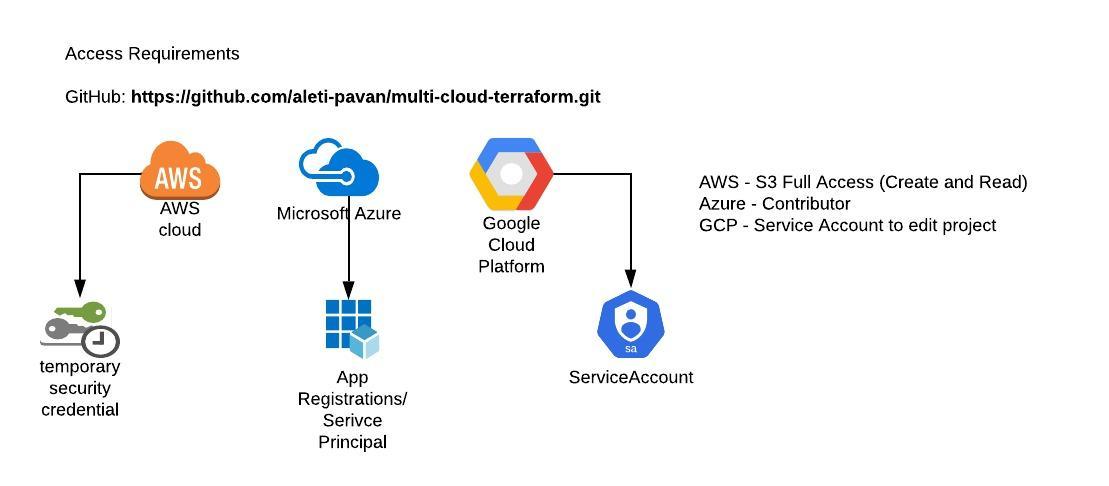 Access Requirements
GitHub: https://github.com/aleti-pavan/multi-cloud-terraform.git
AWS
AWS
cloud
Microsoft Azure
Google
Cloud
Platform
AWS - S3 Full Access (Create and Read)
Azure - Contributor
GCP - Service Account to edit project
temporary
security
credential
App
Registrations/
Serivce
Principal
sa
ServiceAccount